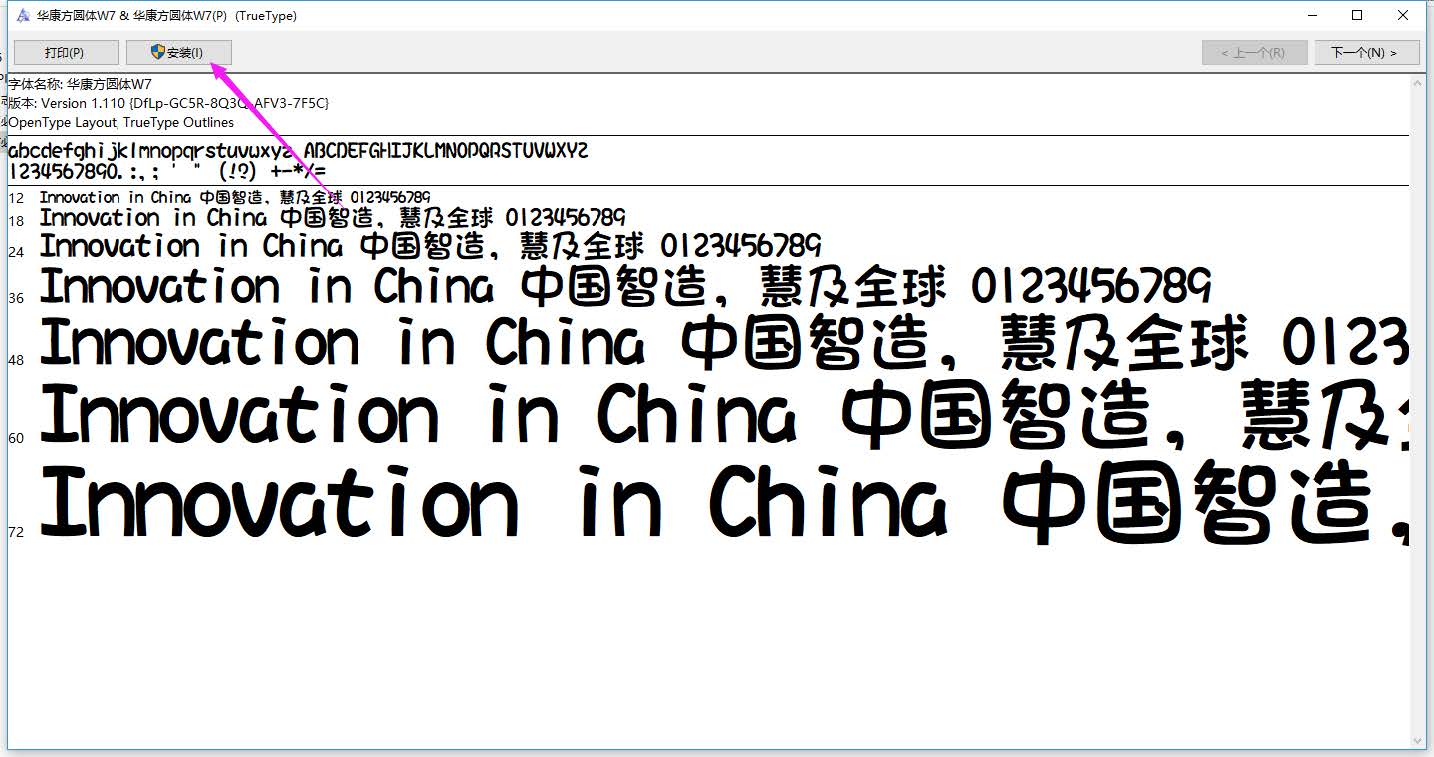 华康方圆体W7 & 华康方圆体W7(P) (TrueType)
打印(P) 安装(I) < 上一个(R) 下一个(N) >
字体名称: 华康方圆体W7
版本: Version 1.110 {DfLp-GC5R-8Q3Q-AFV3-7F5C}
OpenType Layout, TrueType Outlines
abcdefghijklmnopqrstuvwxyz ABCDEFGHIJKLMNOPQRSTUVWXYZ
1234567890.:,; ' " (!?) +-*/=
12 Innovation in China 中国智造，慧及全球 0123456789
18 Innovation in China 中国智造，慧及全球 0123456789
24 Innovation in China 中国智造，慧及全球 0123456789
36 Innovation in China 中国智造，慧及全球 0123456789
48 Innovation in China 中国智造，慧及全球 0123
60 Innovation in China 中国智造，慧及
72 Innovation in China 中国智造，